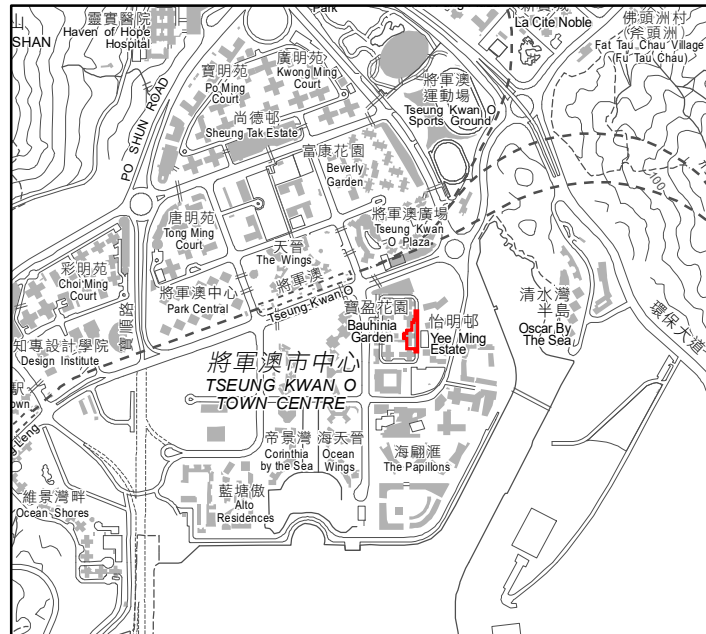 山
SHAN
靈實醫院
Haven of Hope
Hospital
Park
La Cite Noble
佛頭洲村
(斧頭洲)
Fat Tau Chau Village
(Fu Tau Chau)
廣明苑
Kwong Ming
Court
寶明苑
Po Ming
Court
尚德邨
Sheung Tak Estate
PO SHUN ROAD
將軍澳
運動場
Tseung Kwan O
Sports Ground
富康花園
Beverly
Garden
100
唐明苑
Tong Ming
Court
將軍澳廣場
Tseung Kwan
O Plaza
天晉
The Wings
彩明苑
Choi Ming
Court
將軍澳中心
Park Central
將軍澳
Tseung Kwan O
寶順路
寶盈花園
Bauhinia
Garden
怡明邨
Yee Ming
Estate
清水灣
半島
Oscar By
The Sea
環保大道
知專設計學院
Design Institute
將軍澳市中心
TSEUNG KWAN O
TOWN CENTRE
駅
own
ng Leng
帝景灣
Corinthia
by the Sea
海天晉
Ocean
Wings
海翩滙
The Papillons
維景灣畔
Ocean Shores
藍塘傲
Alto
Residences